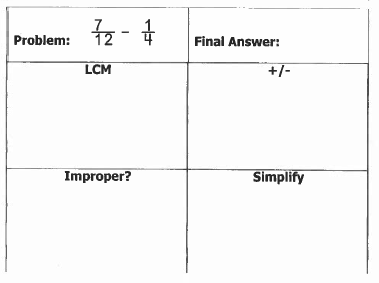 Problem: 7/12 - 1/4
Final Answer:
LCM
+/-
Improper?
Simplify